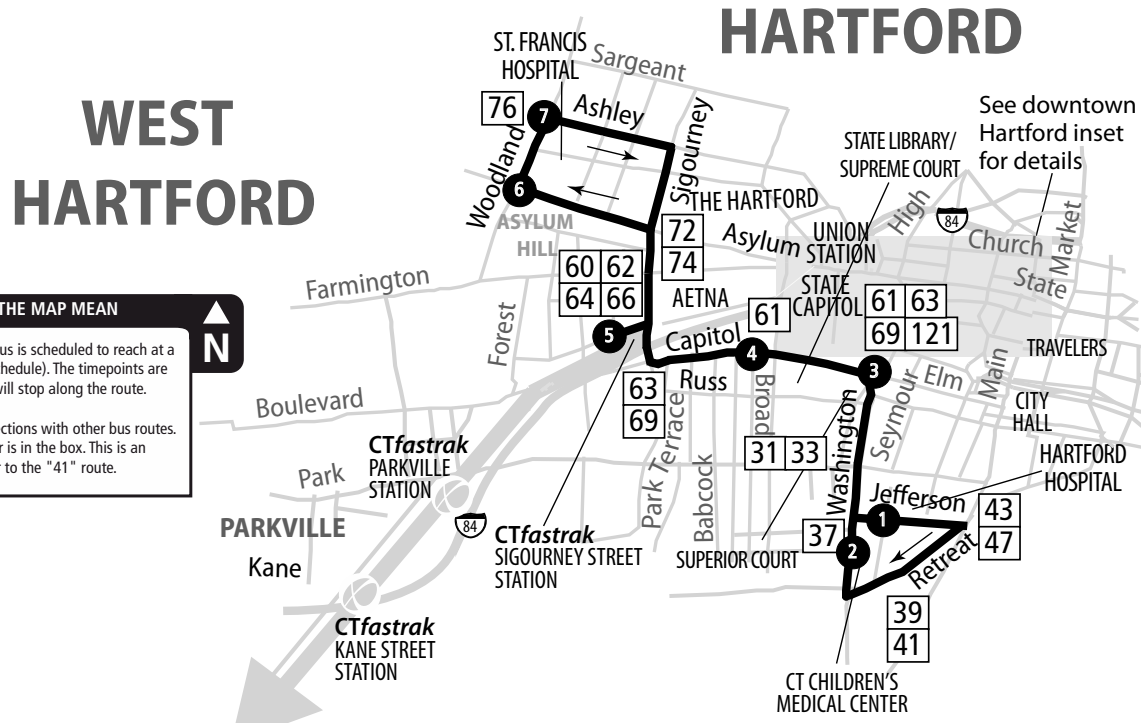 HARTFORD
WEST
HARTFORD
ST. FRANCIS
HOSPITAL
Sargeant
76
7
Ashley
Sigourney
Woodland
6
See downtown
Hartford inset
for details
STATE LIBRARY/
SUPREME COURT
High
84
Church
Market
State
THE HARTFORD
ASYLUM
HILL
72
74
Asylum
UNION
STATION
STATE
CAPITOL
60 62
64 66
AETNA
61
61 63
69 121
Farmington
THE MAP MEAN
N
us is scheduled to reach at a
hedule). The timepoints are
will stop along the route.
ections with other bus routes.
r is in the box. This is an
r to the "41" route.
Forest
5
Capitol
4
Russ
3
Elm
Main
TRAVELERS
CITY
HALL
Boulevard
63
69
Broad
Washington
Seymour
31 33
Park Terrace
Babcock
Park
CTfastrak
PARKVILLE
STATION
84
PARKVILLE
Kane
CTfastrak
SIGOURNEY STREET
STATION
CTfastrak
KANE STREET
STATION
SUPERIOR COURT
37
Jefferson
1
2
HARTFORD
HOSPITAL
43
47
Retreat
39
41
CT CHILDREN'S
MEDICAL CENTER